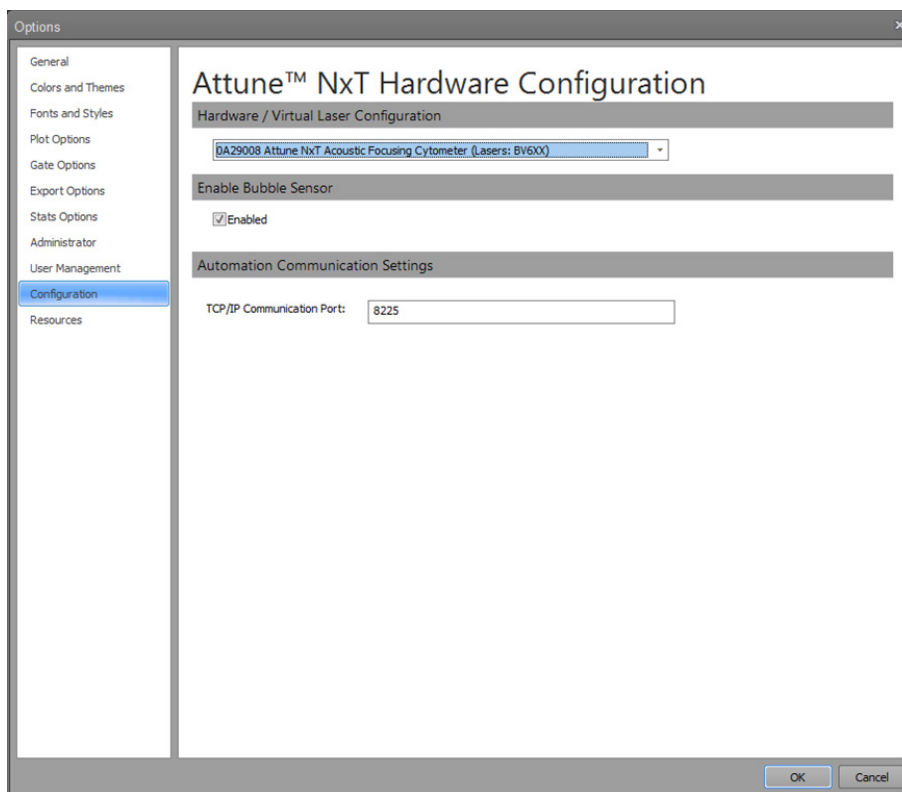 Options
General
Colors and Themes
Fonts and Styles
Plot Options
Gate Options
Export Options
Stats Options
Administrator
User Management
Configuration
Resources
Attune™ NxT Hardware Configuration
Hardware / Virtual Laser Configuration
0A29008 Attune NxT Acoustic Focusing Cytometer (Lasers: BV6XX)
Enable Bubble Sensor
Enabled
Automation Communication Settings
TCP/IP Communication Port: 8225
OK Cancel